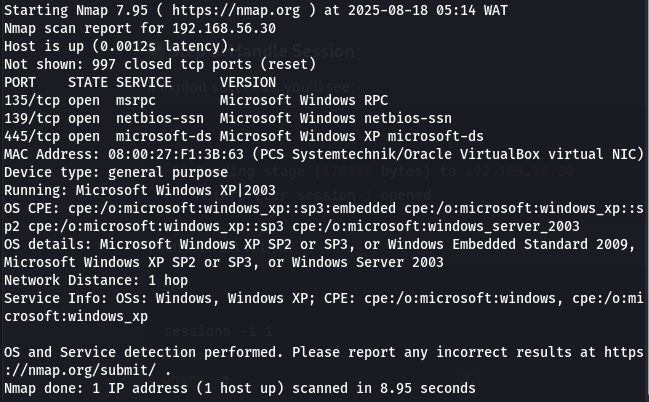 Starting Nmap 7.95 ( https://nmap.org ) at 2025-08-18 05:14 WAT
Nmap scan report for 192.168.56.30
Host is up (0.0012s latency).
Not shown: 997 closed tcp ports (reset)
PORT    STATE SERVICE      VERSION
135/tcp open  msrpc        Microsoft Windows RPC
139/tcp open  netbios-ssn  Microsoft Windows netbios-ssn
445/tcp open  microsoft-ds Microsoft Windows XP microsoft-ds
MAC Address: 08:00:27:F1:3B:63 (PCS Systemtechnik/Oracle VirtualBox virtual NIC)
Device type: general purpose
Running: Microsoft Windows XP|2003
OS CPE: cpe:/o:microsoft:windows_xp::sp3:embedded cpe:/o:microsoft:windows_xp::s
p2 cpe:/o:microsoft:windows_xp::sp3 cpe:/o:microsoft:windows_server_2003
OS details: Microsoft Windows XP SP2 or SP3, or Windows Embedded Standard 2009,
Microsoft Windows XP SP2 or SP3, or Windows Server 2003
Network Distance: 1 hop
Service Info: OSs: Windows, Windows XP; CPE: cpe:/o:microsoft:windows, cpe:/o:mi
crosoft:windows_xp
sessions -i 1
OS and Service detection performed. Please report any incorrect results at https
://nmap.org/submit/ .
Nmap done: 1 IP address (1 host up) scanned in 8.95 seconds